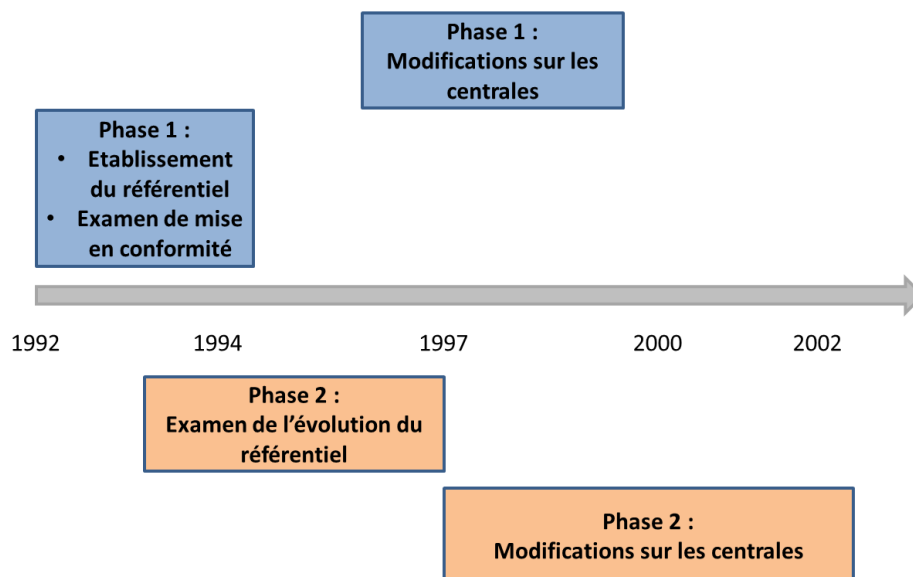 Phase 1 :
Modifications sur les
centrales
Phase 1 :
• Etablissement
du référentiel
• Examen de mise
en conformité
1992 1994 1997 2000 2002
Phase 2 :
Examen de l’évolution du
référentiel
Phase 2 :
Modifications sur les centrales